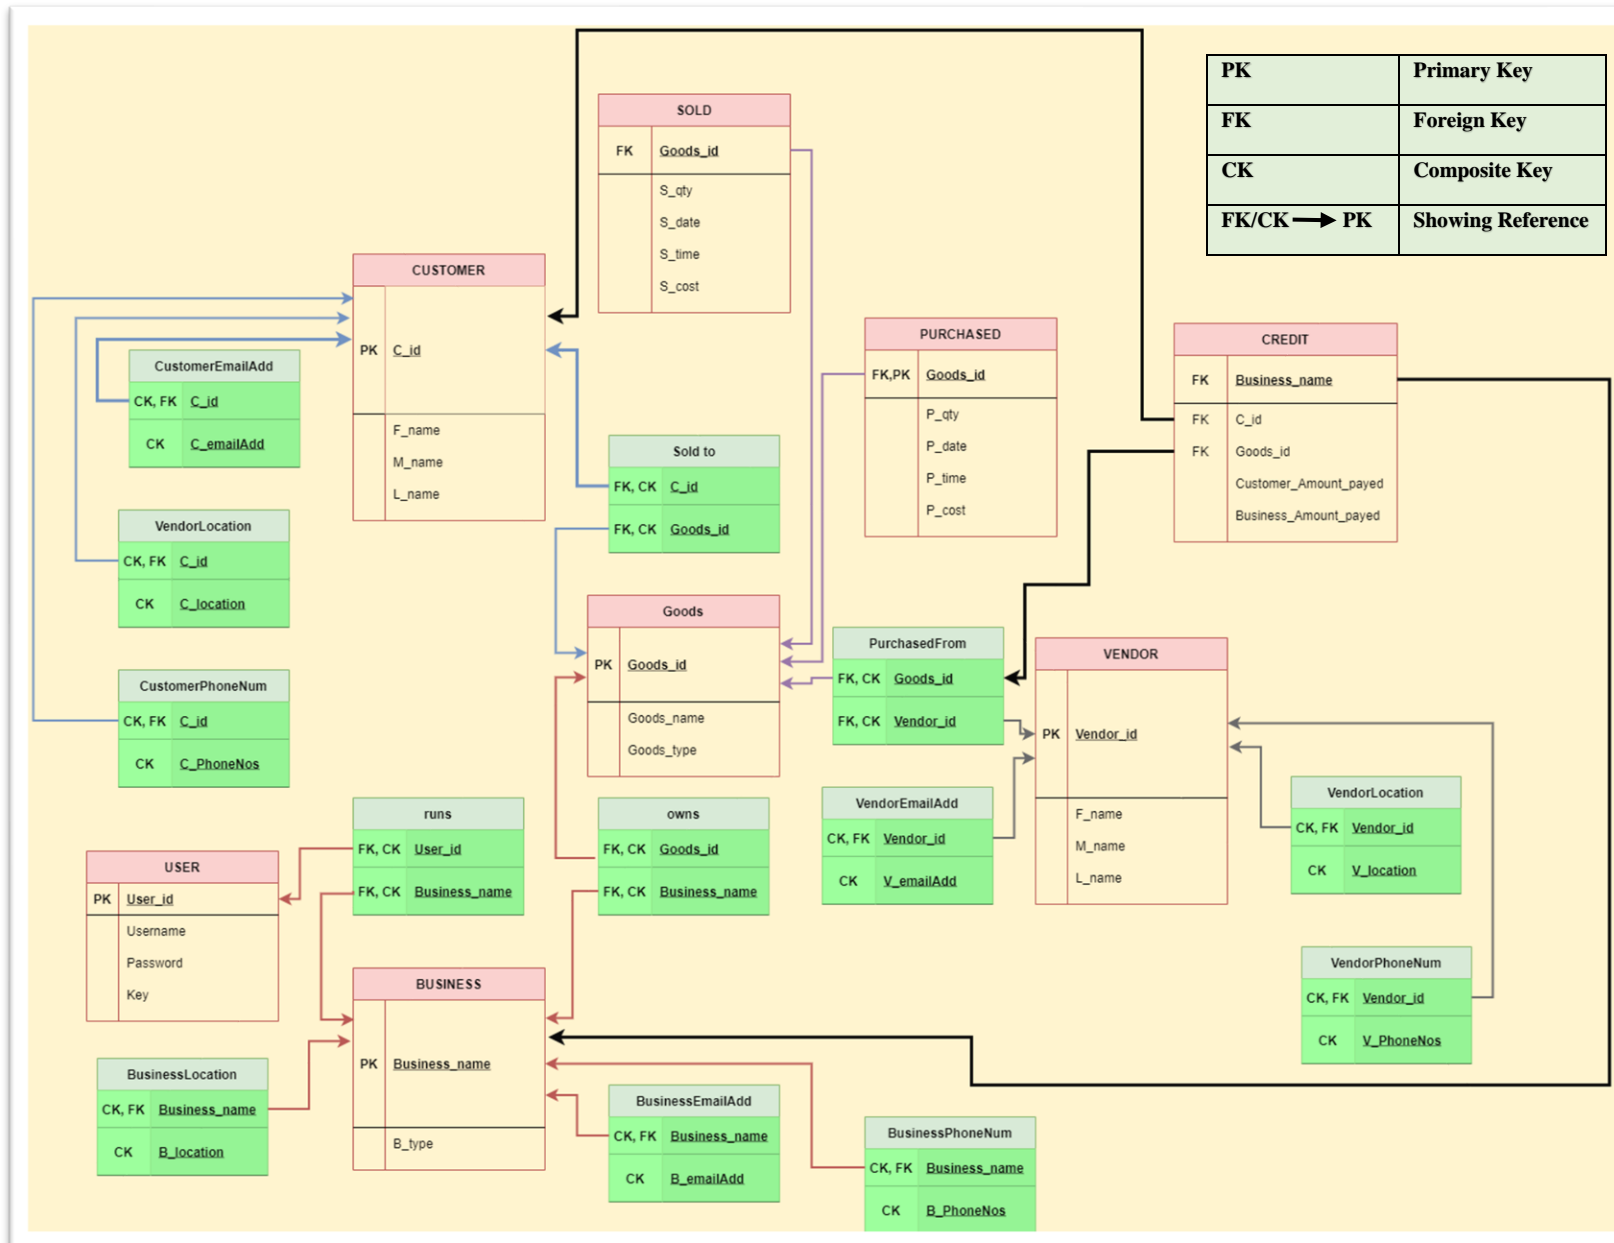 PK Primary Key
FK Foreign Key
CK Composite Key
FK/CK PK Showing Reference
SOLD
FK Goods_id
S_qty
S_date
S_time
S_cost
CUSTOMER
PK C_id
F_name
M_name
L_name
PURCHASED
FK,PK Goods_id
P_qty
P_date
P_time
P_cost
CREDIT
FK Business_name
FK C_id
FK Goods_id
Customer_Amount_payed
Business_Amount_payed
CustomerEmailAdd
CK, FK C_id
CK C_emailAdd
Sold to
FK, CK C_id
FK, CK Goods_id
VendorLocation
CK, FK C_id
CK C_location
Goods
PK Goods_id
Goods_name
Goods_type
PurchasedFrom
FK, CK Goods_id
FK, CK Vendor_id
VENDOR
PK Vendor_id
F_name
M_name
L_name
CustomerPhoneNum
CK, FK C_id
CK C_PhoneNos
VendorEmailAdd
CK, FK Vendor_id
CK V_emailAdd
VendorLocation
CK, FK Vendor_id
CK V_location
runs
FK, CK User_id
FK, CK Business_name
owns
FK, CK Goods_id
FK, CK Business_name
USER
PK User_id
Username
Password
Key
VendorPhoneNum
CK, FK Vendor_id
CK V_PhoneNos
BUSINESS
PK Business_name
B_type
BusinessLocation
CK, FK Business_name
CK B_location
BusinessEmailAdd
CK, FK Business_name
CK B_emailAdd
BusinessPhoneNum
CK, FK Business_name
CK B_PhoneNos